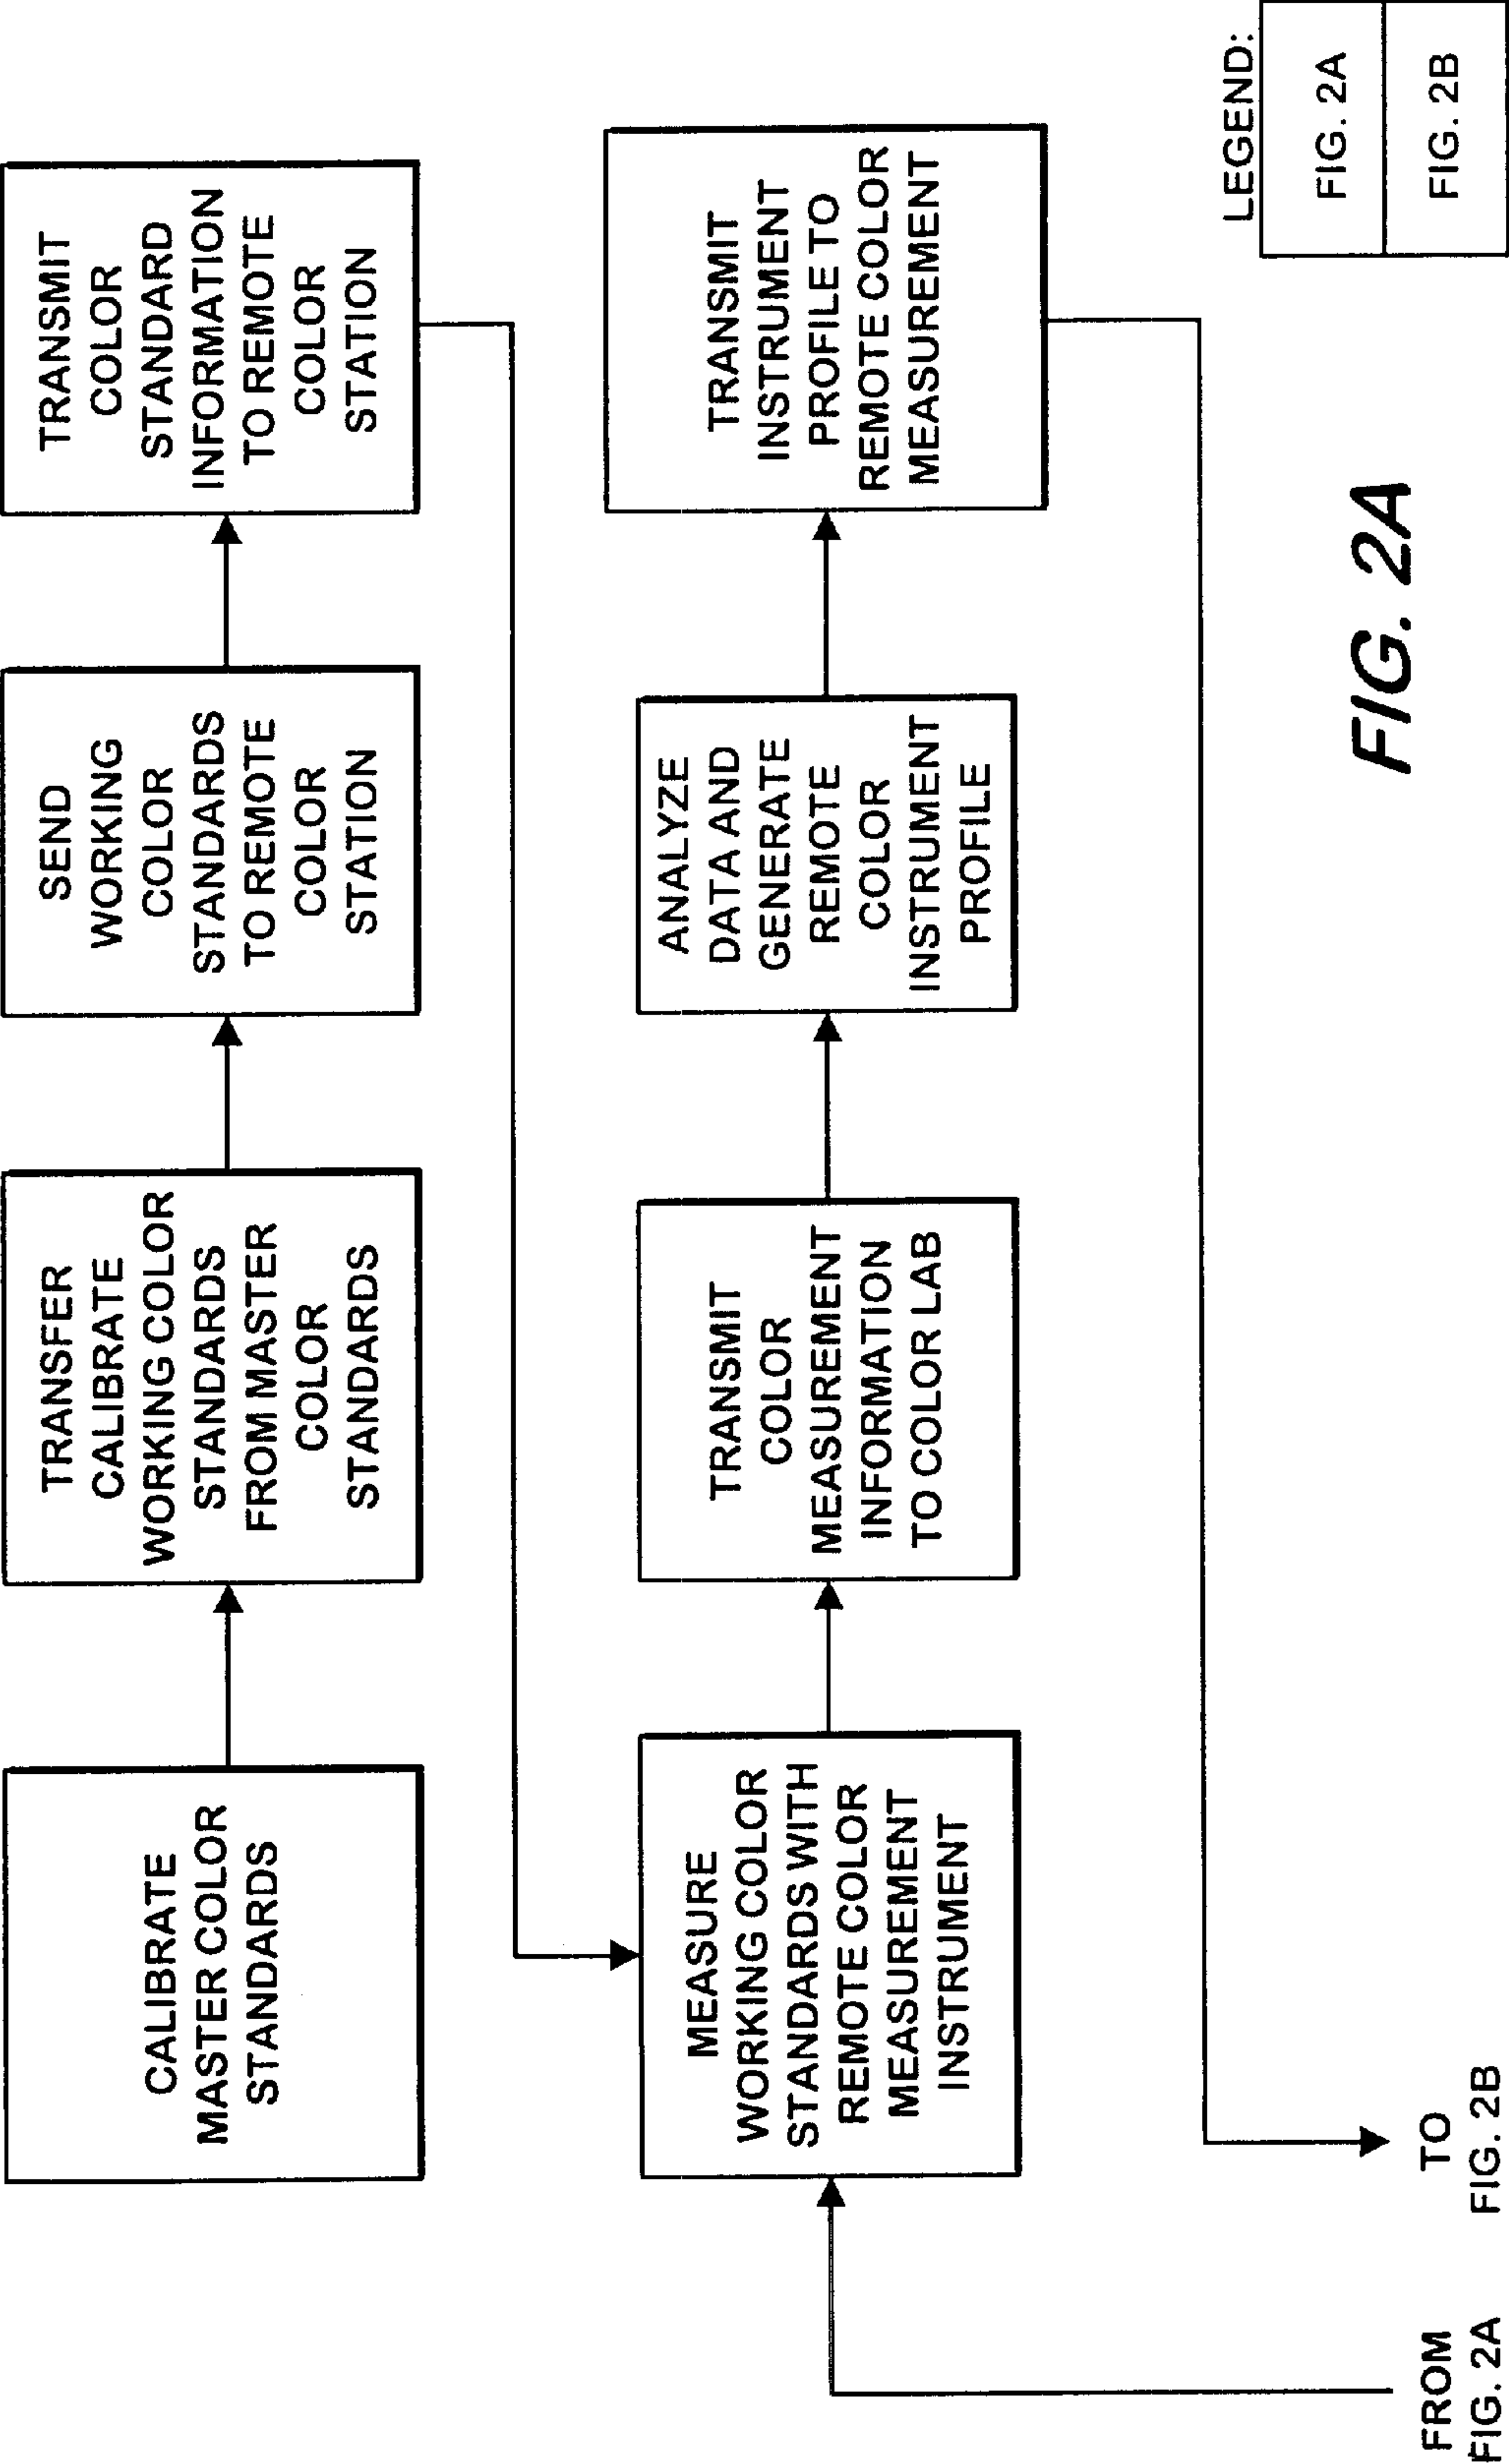 CALIBRATE
MASTER COLOR
STANDARDS
TRANSFER
CALIBRATE
WORKING COLOR
STANDARDS
FROM MASTER
COLOR
STANDARDS
SEND
WORKING
COLOR
STANDARDS
TO REMOTE
COLOR
STATION
TRANSMIT
COLOR
STANDARD
INFORMATION
TO REMOTE
COLOR
STATION
MEASURE
WORKING COLOR
STANDARDS WITH
REMOTE COLOR
MEASUREMENT
INSTRUMENT
TRANSMIT
COLOR
MEASUREMENT
INFORMATION
TO COLOR LAB
ANALYZE
DATA AND
GENERATE
REMOTE
COLOR
INSTRUMENT
PROFILE
TRANSMIT
INSTRUMENT
PROFILE TO
REMOTE COLOR
MEASUREMENT
FROM
FIG. 2A
TO
FIG. 2B
FIG. 2A
LEGEND:
FIG. 2A
FIG. 2B